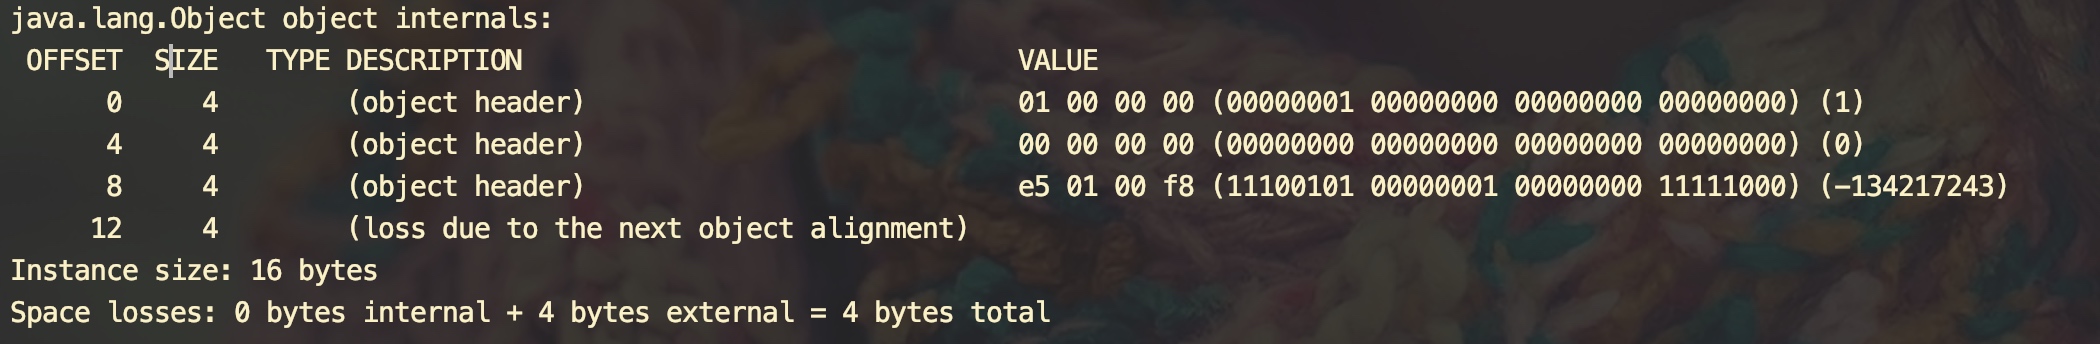 java.lang.Object object internals:
OFFSET  SIZE   TYPE DESCRIPTION                               VALUE
0     4        (object header)                           01 00 00 00 (00000001 00000000 00000000 00000000) (1)
4     4        (object header)                           00 00 00 00 (00000000 00000000 00000000 00000000) (0)
8     4        (object header)                           e5 01 00 f8 (11100101 00000001 00000000 11111000) (-134217243)
12     4        (loss due to the next object alignment)
Instance size: 16 bytes
Space losses: 0 bytes internal + 4 bytes external = 4 bytes total